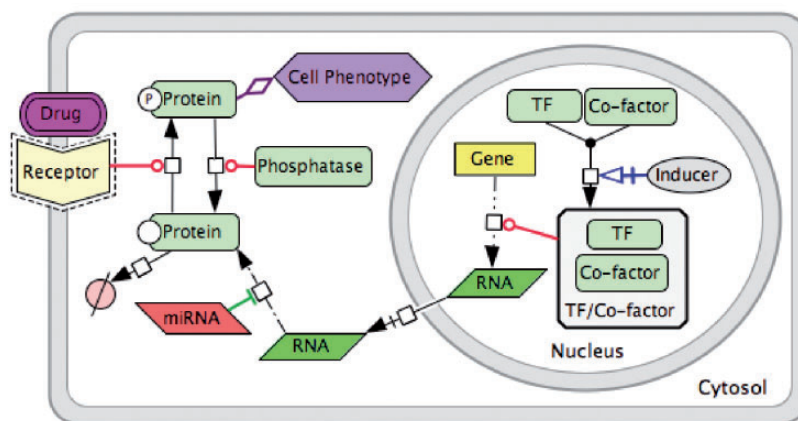 Drug
Receptor
P
Protein
Cell Phenotype
Phosphatase
Protein
miRNA
RNA
Gene
RNA
TF
Co-factor
Inducer
TF
Co-factor
TF/Co-factor
Nucleus
Cytosol